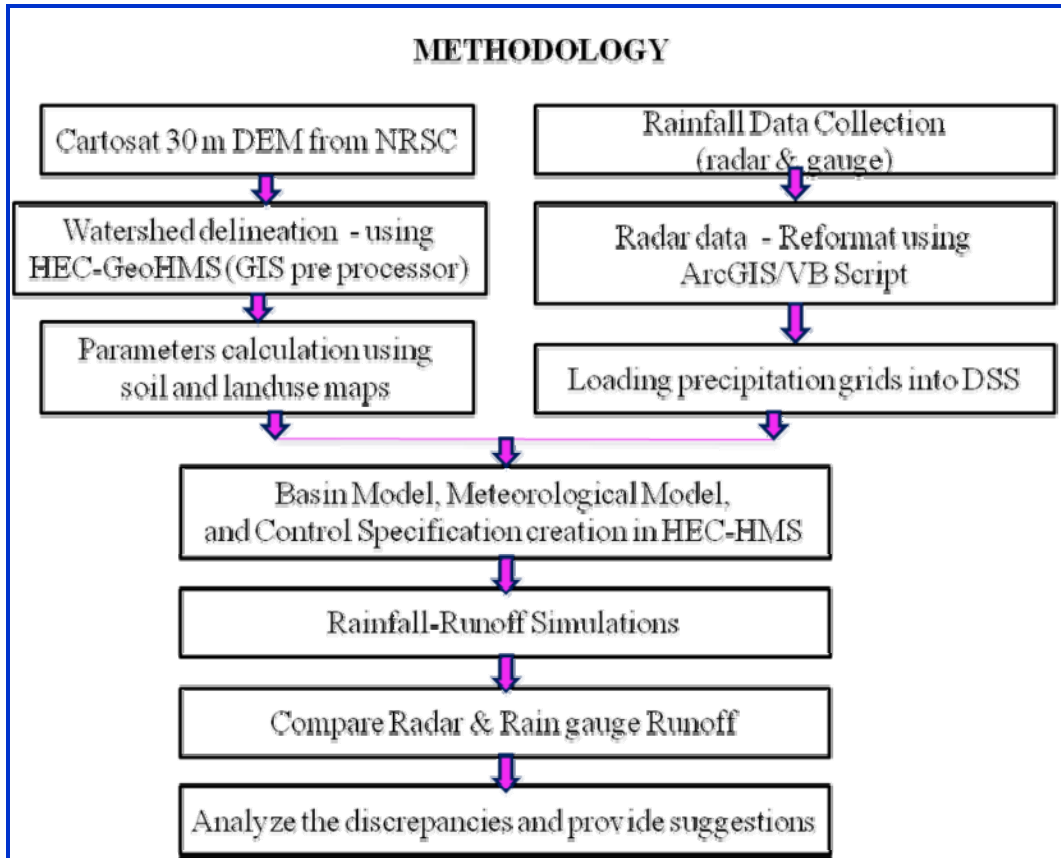 METHODOLOGY
Cartosat 30 m DEM from NRSC
Watershed delineation - using
HEC-GeoHMS (GIS pre processor)
Parameters calculation using
soil and landuse maps
Rainfall Data Collection
(radar & gauge)
Radar data - Reformat using
ArcGIS/VB Script
Loading precipitation grids into DSS
Basin Model, Meteorological Model,
and Control Specification creation in HEC-HMS
Rainfall-Runoff Simulations
Compare Radar & Rain gauge Runoff
Analyze the discrepancies and provide suggestions